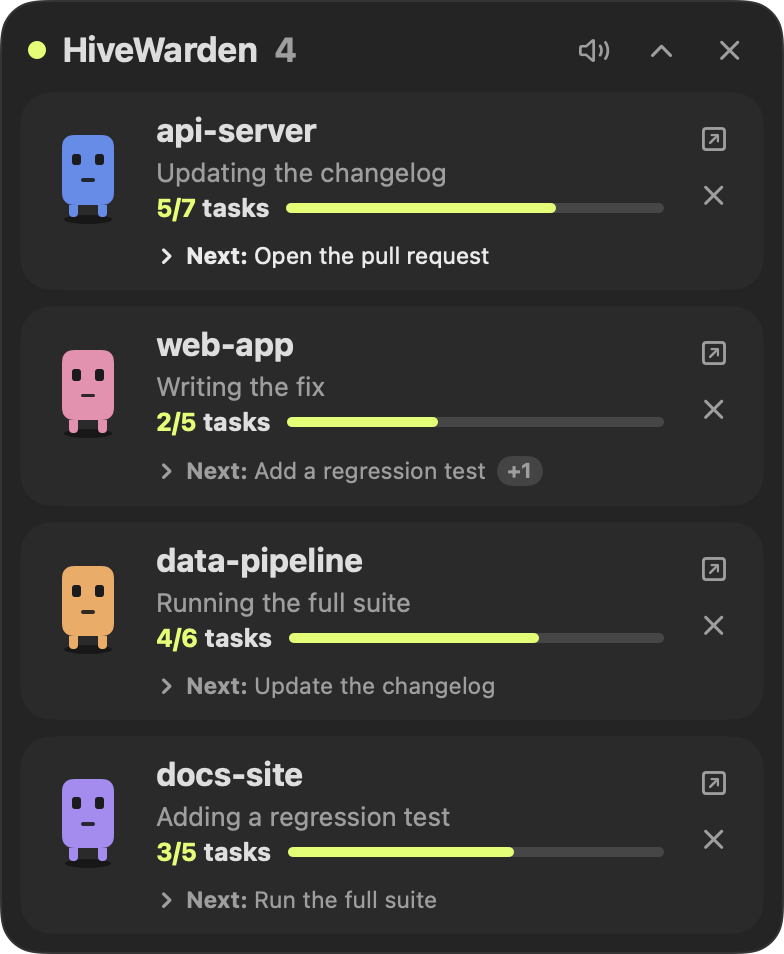 HiveWarden 4
api-server
Updating the changelog
5/7 tasks
Next: Open the pull request
web-app
Writing the fix
2/5 tasks
Next: Add a regression test +1
data-pipeline
Running the full suite
4/6 tasks
Next: Update the changelog
docs-site
Adding a regression test
3/5 tasks
Next: Run the full suite